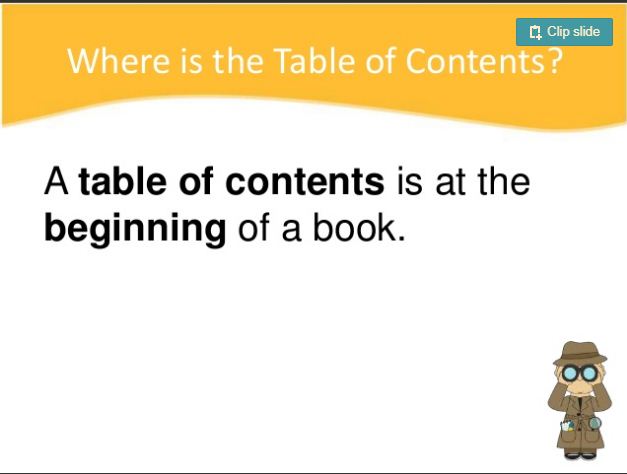 Clip slide
Where is the Table of Contents?
A table of contents is at the
beginning of a book.